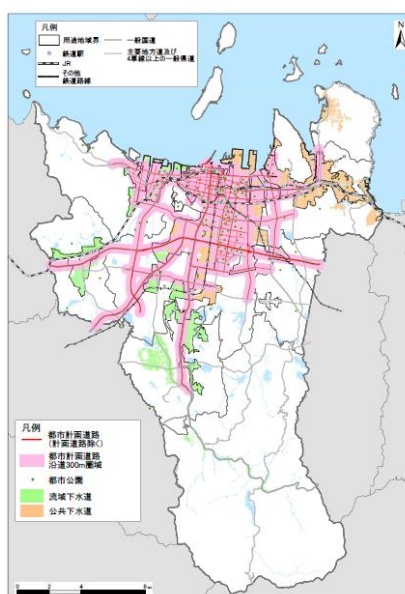 凡例
用途地域界
鉄道駅
JR
その他
鉄道路線
一般国道
主要地方道及び
4車線以上の一般県道
N
凡例
都市計画道路
(計画道路除く)
都市計画道路
沿道300m圏域
都市公園
流域下水道
公共下水道
0 2 4 8